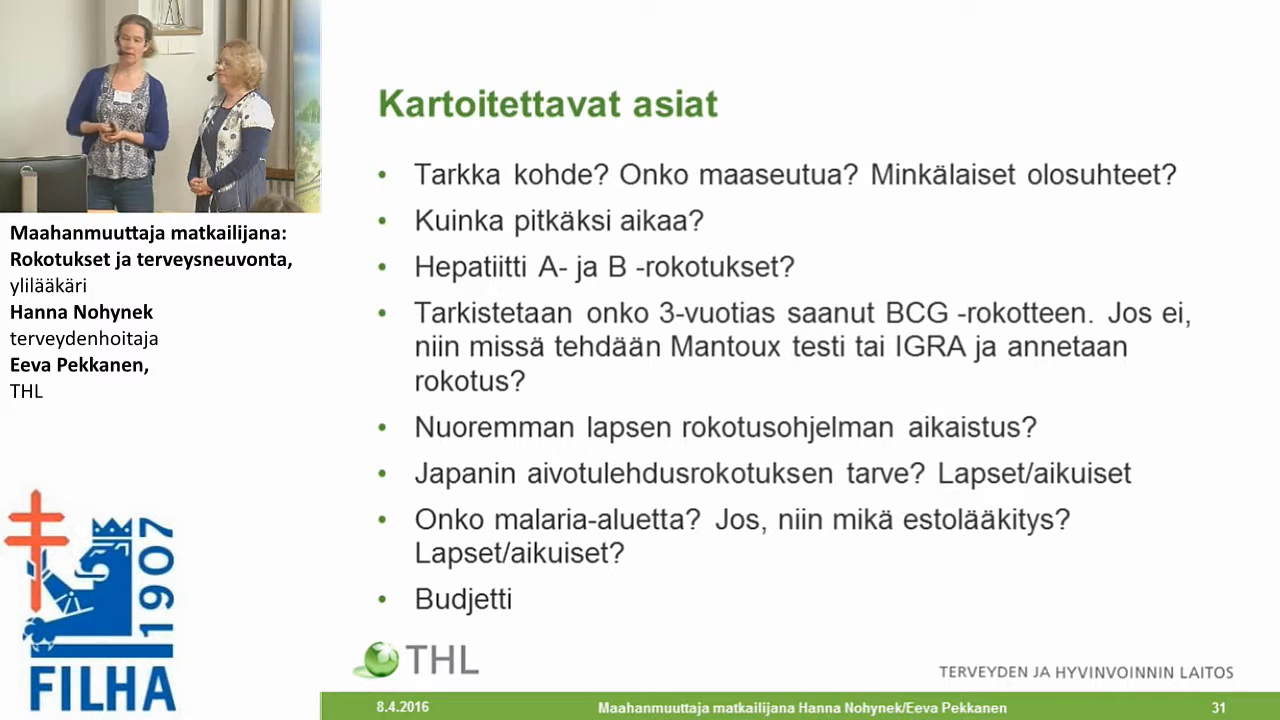 Maahanmuuttaja matkailijana:
Rokotukset ja terveysneuvonta,
ylilääkäri
Hanna Nohynek
terveydenhoitaja
Eeva Pekkanen,
THL
1907
FILHA
Kartoitettavat asiat
• Tarkka kohde? Onko maaseutua? Minkälaiset olosuhteet?
• Kuinka pitkäksi aikaa?
• Hepatiitti A- ja B -rokotukset?
• Tarkistetaan onko 3-vuotias saanut BCG -rokotteen. Jos ei,
niin missä tehdään Mantoux testi tai IGRA ja annetaan
rokotus?
• Nuoremman lapsen rokotusohjelman aikaistus?
• Japanin aivotulehdusrokotuksen tarve? Lapset/aikuiset
• Onko malaria-aluetta? Jos, niin mikä estolääkitys?
Lapset/aikuiset?
• Budjetti
THL
TERVEYDEN JA HYVINVOINNIN LAITOS
8.4.2016
Maahanmuuttaja matkailijana Hanna Nohynek/Eeva Pekkanen
31